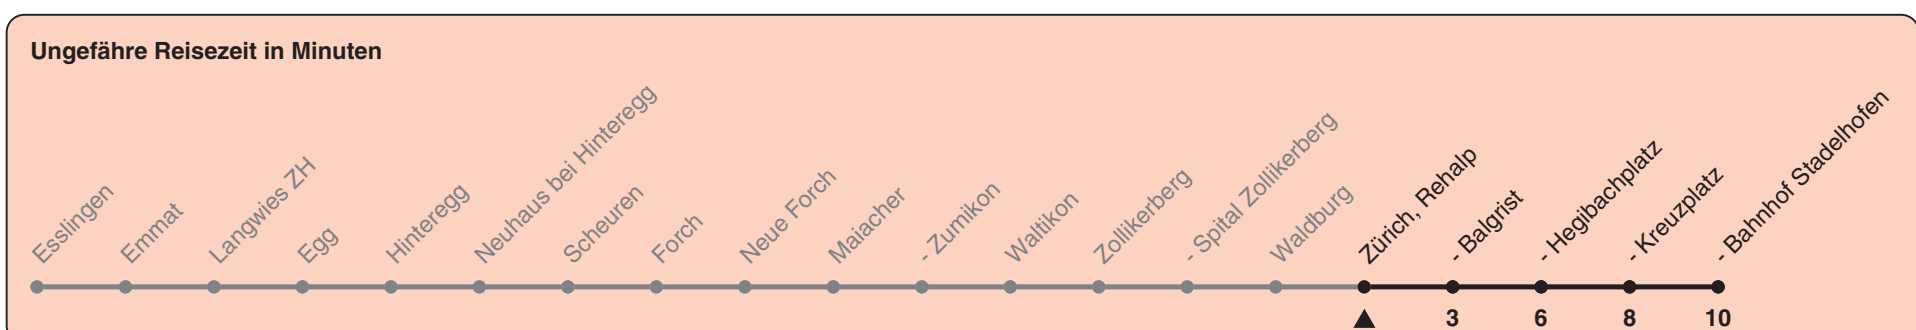 Ungefähre Reisezeit in Minuten
Esslingen
Emmat
Langwies ZH
Egg
Hinteregg
Neuhaus bei Hinteregg
Scheuren
Forch
Neue Forch
Maiacher
- Zumikon
Waltikon
Zollikerberg
- Spital Zollikerberg
Waldburg
Zürich, Rehalp
- Balgrist
- Hegibachplatz
- Kreuzplatz
- Bahnhof Stadelhofen
3 6 8 10